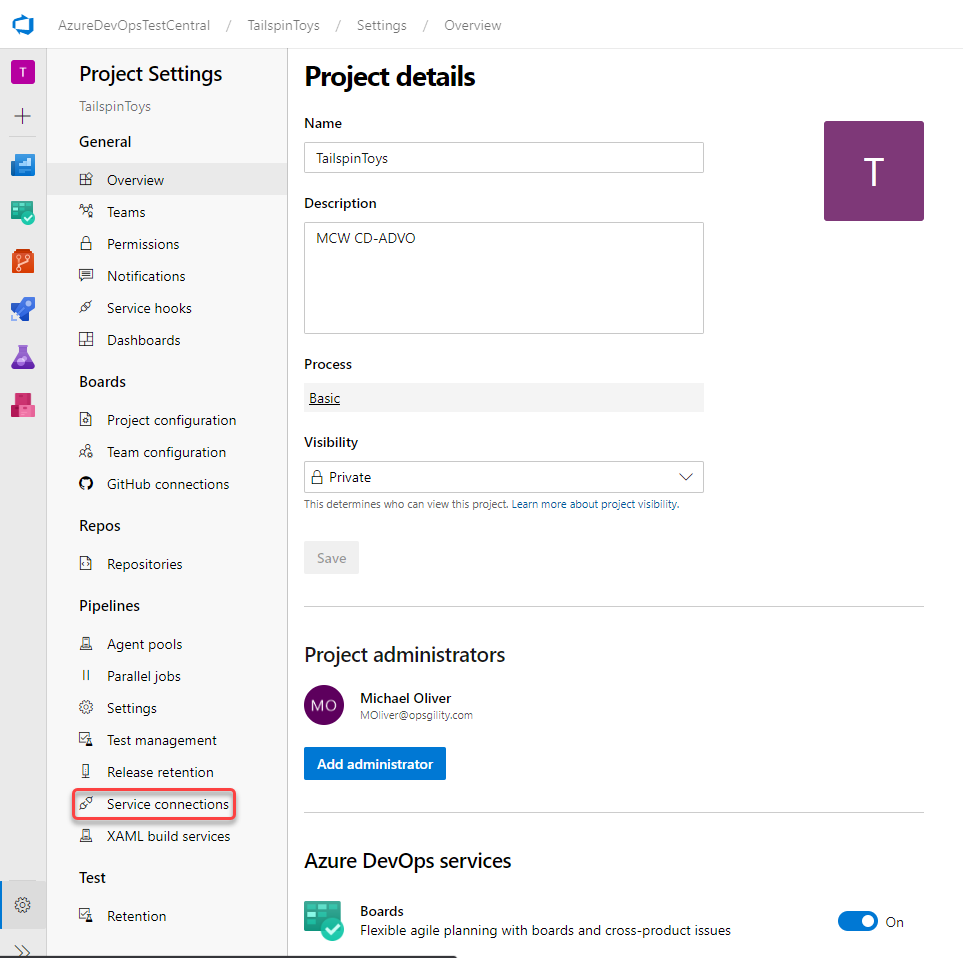 AzureDevOpsTestCentral / TailspinToys / Settings / Overview
T
Project Settings
TailspinToys
General
Overview
Teams
Permissions
Notifications
Service hooks
Dashboards
Boards
Project configuration
Team configuration
GitHub connections
Repos
Repositories
Pipelines
Agent pools
Parallel jobs
Settings
Test management
Release retention
Service connections
XAML build services
Test
Retention
Project details
Name
TailspinToys
T
Description
MCW CD-ADVO
Process
Basic
Visibility
Private
This determines who can view this project. Learn more about project visibility.
Save
Project administrators
MO
Michael Oliver
MOliver@opsgility.com
Add administrator
Azure DevOps services
Boards
Flexible agile planning with boards and cross-product issues
On